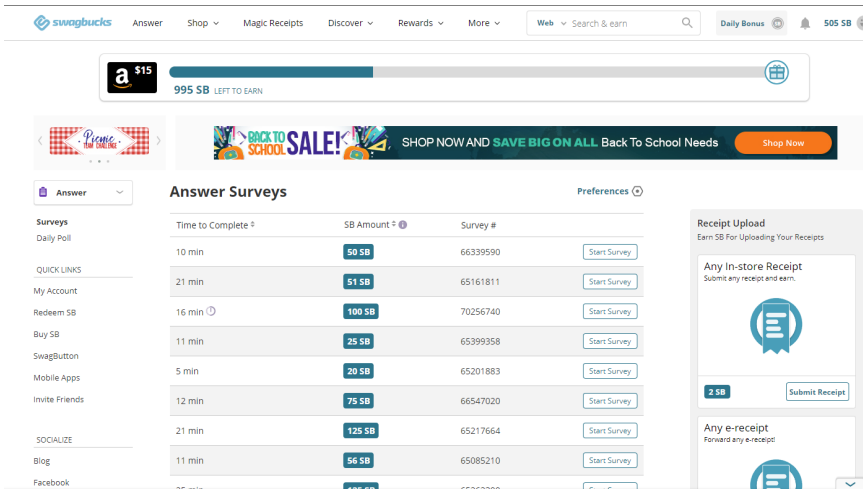 swagbucks Answer Shop Magic Receipts Discover Rewards More Web Search & earn Daily Bonus SB 505 SB
a $15
995 SB LEFT TO EARN
Picnic
TEAM CHALLENGE
BACK TO SCHOOL SALE! SHOP NOW AND SAVE BIG ON ALL Back To School Needs Shop Now
Answer
Surveys
Daily Poll
QUICK LINKS
My Account
Redeem SB
Buy SB
SwagButton
Mobile Apps
Invite Friends
SOCIALIZE
Blog
Facebook
Answer Surveys Preferences
Time to Complete SB Amount Survey #
10 min 50 SB 66339590 Start Survey
21 min 51 SB 65161811 Start Survey
16 min 100 SB 70256740 Start Survey
11 min 25 SB 65399358 Start Survey
5 min 20 SB 65201883 Start Survey
12 min 75 SB 66547020 Start Survey
21 min 125 SB 65217664 Start Survey
11 min 56 SB 65085210 Start Survey
Receipt Upload
Earn SB For Uploading Your Receipts
Any In-store Receipt
Submit any receipt and earn.
2 SB Submit Receipt
Any e-receipt
Forward any e-receipt!